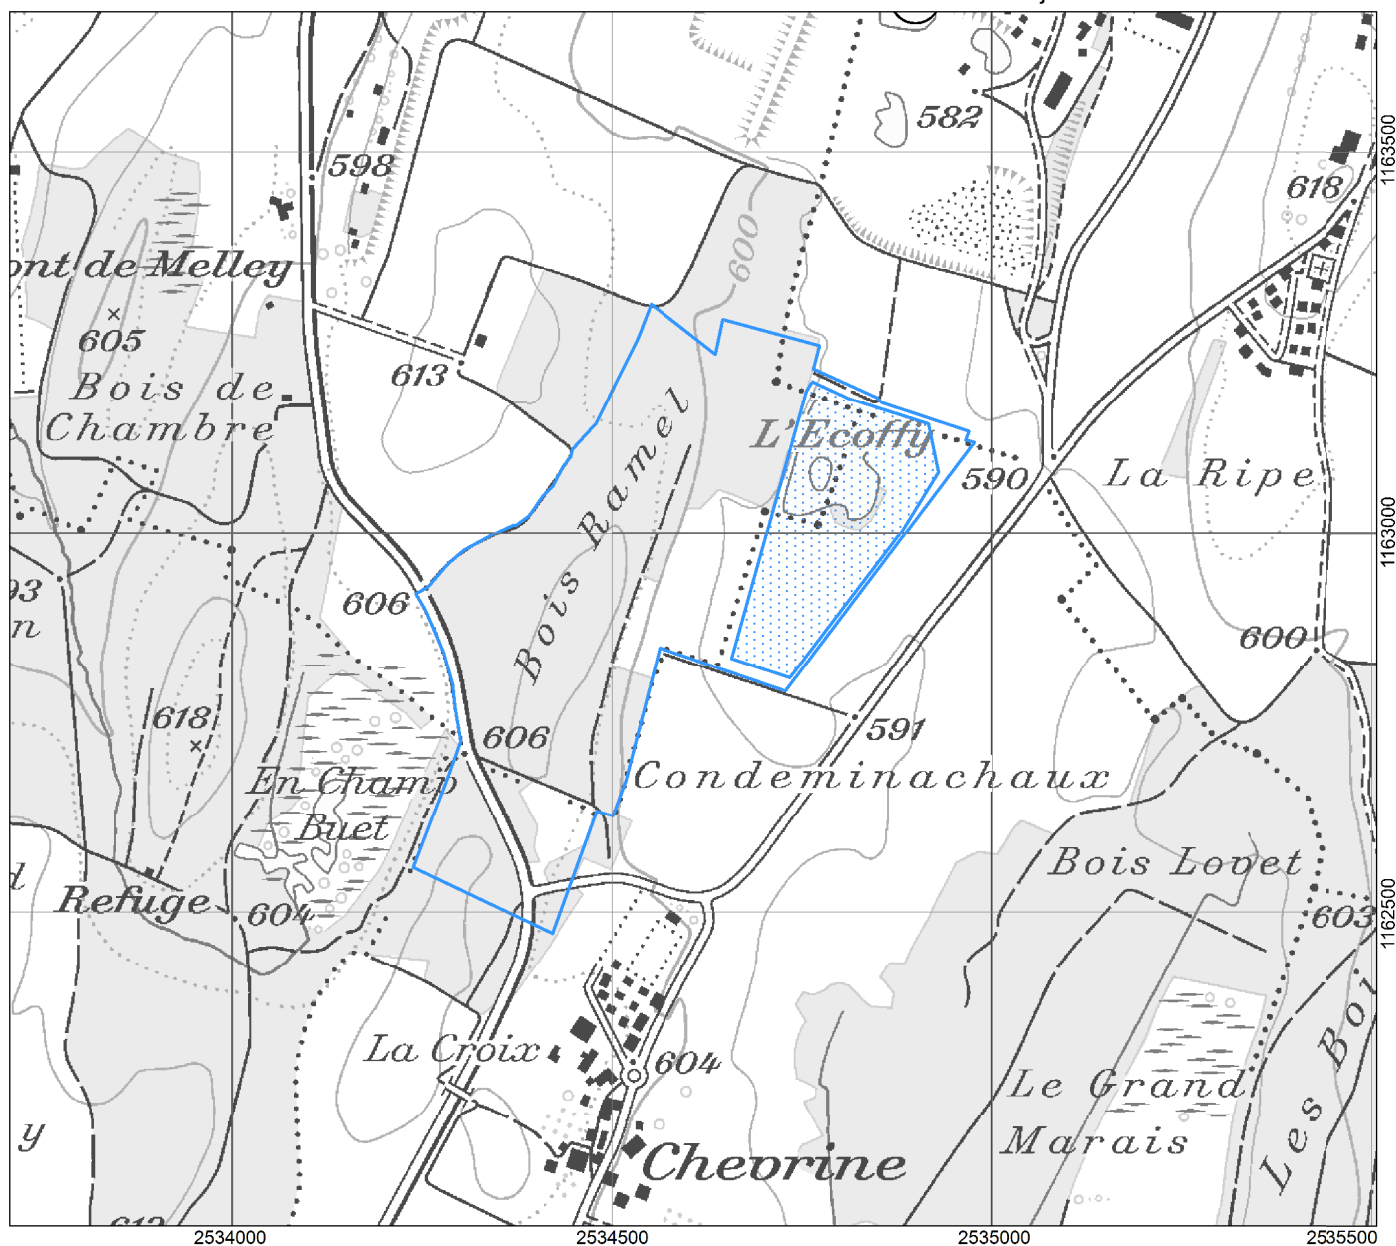 582
598
618
1163500
600
ont de Melley
605
613
Bois de
Chambre
L'Ecoffy
590
La Ripe
Bois Ramel
1163000
93
n
606
600
618
606
591
En Champ
Buet
Condeminachaux
d
Refuge
604
Bois Lovet
603
1162500
La Croix
604
Le Grand
Marais
Les Boi
y
Chevrine
612
2534000
2534500
2535000
2535500